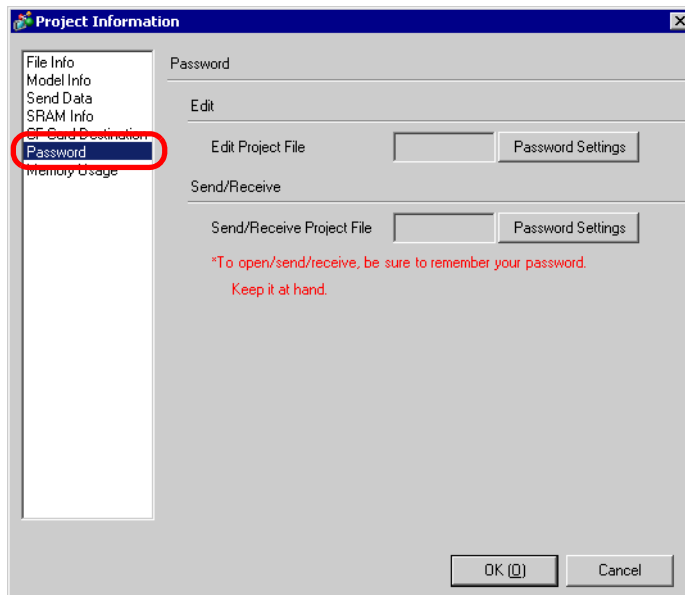 Project Information
File Info
Model Info
Send Data
SRAM Info
CF Card Destination
Password
Memory Usage
Password
Edit
Edit Project File
Password Settings
Send/Receive
Send/Receive Project File
Password Settings
*To open/send/receive, be sure to remember your password.
Keep it at hand.
OK (O)
Cancel